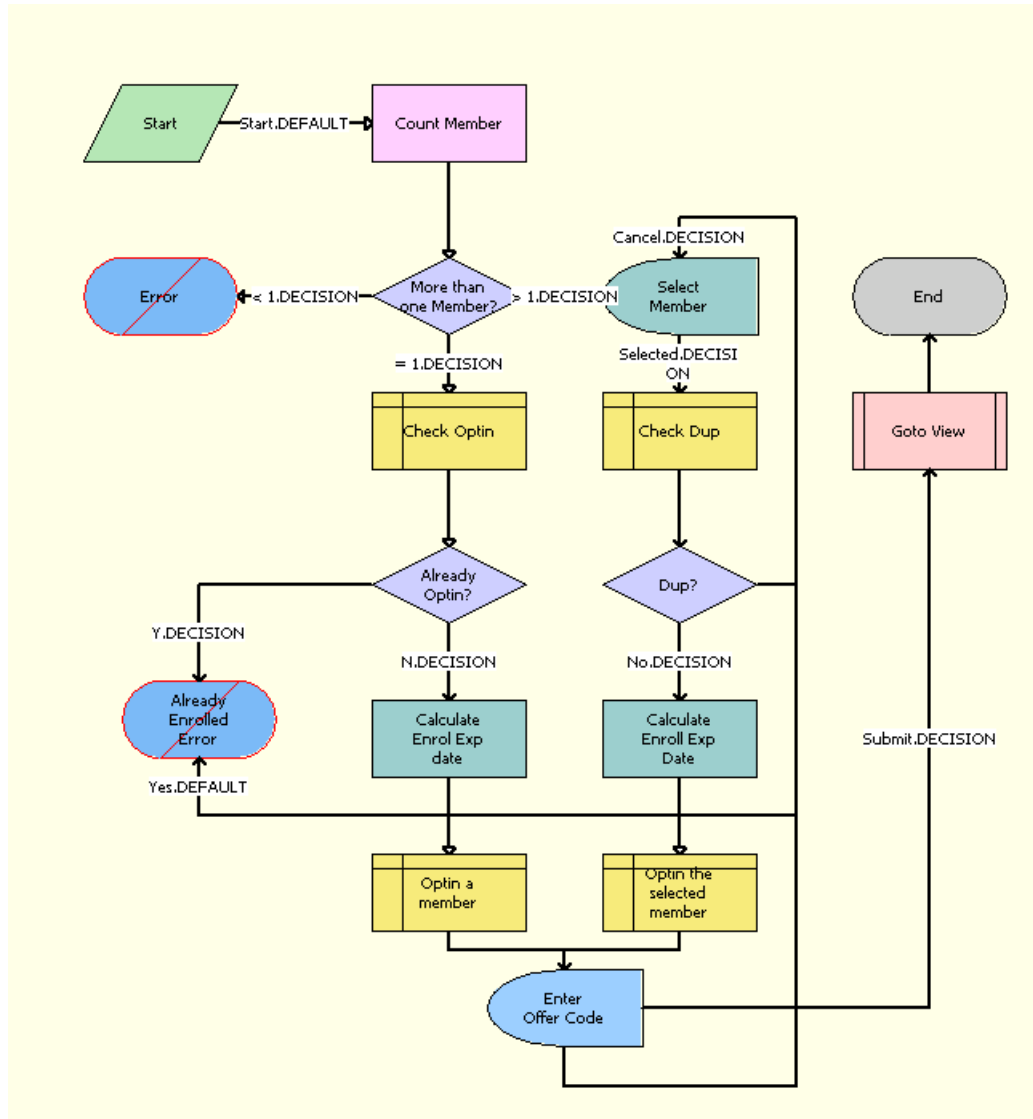 Start
Start.DEFAULT
Count Member
Cancel.DECISION
Error
< 1.DECISION
More than
one Member?
> 1.DECISION
Select
Member
End
= 1.DECISION
Selected.DECISI
ON
Check Optin
Check Dup
Goto View
Already
Optin?
Dup?
Y.DECISION
N.DECISION
No.DECISION
Already
Enrolled
Error
Calculate
Enrol Exp
date
Calculate
Enroll Exp
Date
Submit.DECISION
Yes.DEFAULT
Optin a
member
Optin the
selected
member
Enter
Offer Code